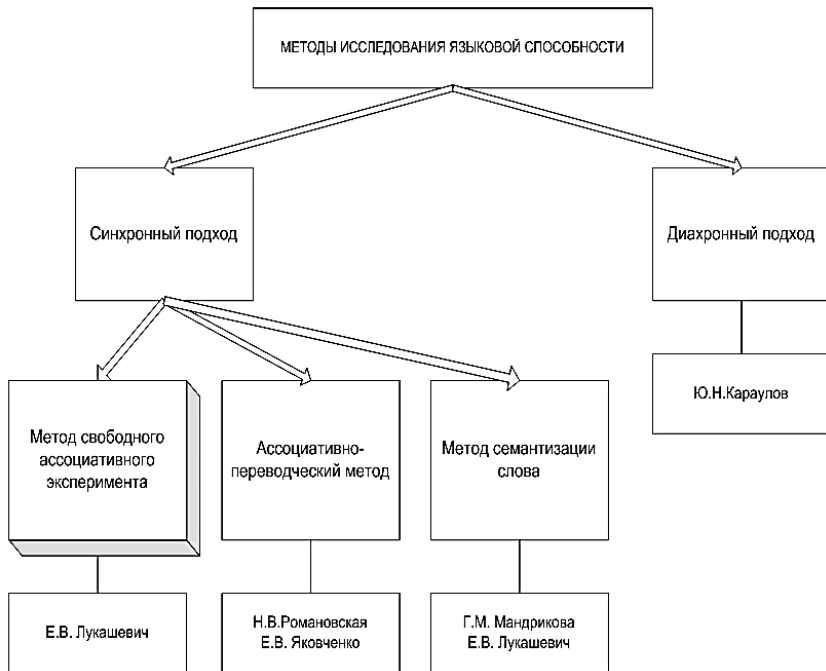 МЕТОДЫ ИССЛЕДОВАНИЯ ЯЗЫКОВОЙ СПОСОБНОСТИ
Синхронный подход
Диахронный подход
Ю.Н.Караулов
Метод свободного
ассоциативного
эксперимента
Ассоциативно-
переводческий метод
Метод семантизации
слова
Е.В. Лукашевич
Н.В.Романовская
Е.В. Яковченко
Г.М. Мандрикова
Е.В. Лукашевич